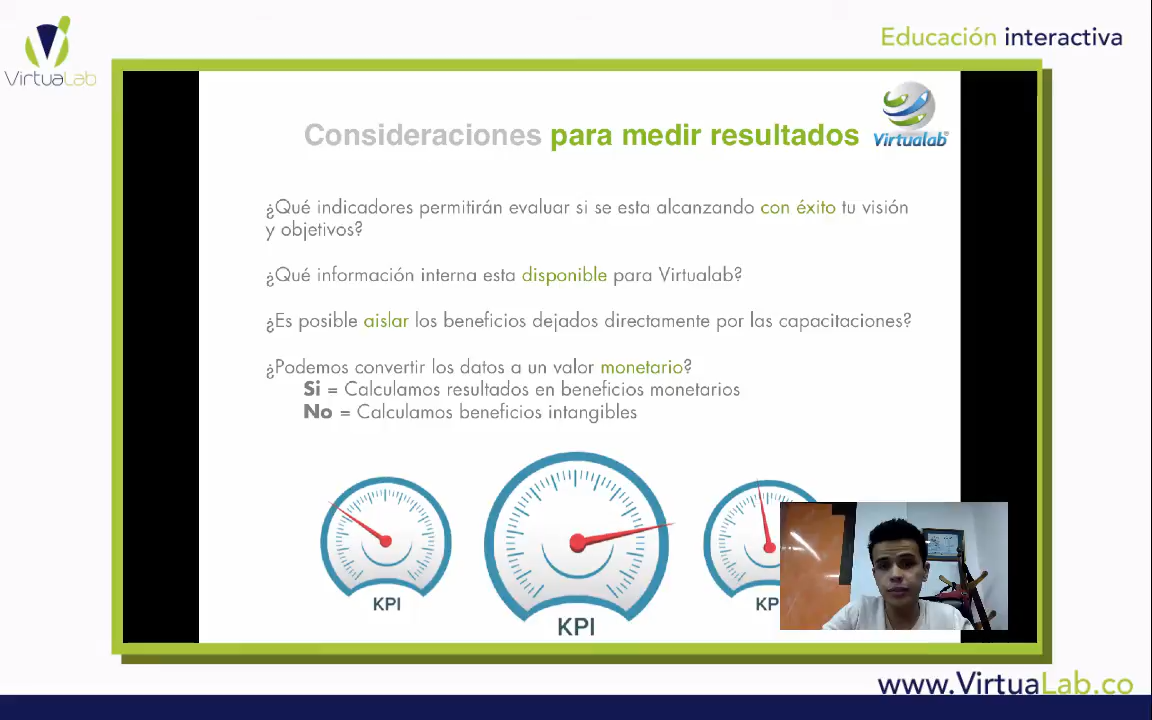 VirtuaLab
Educación interactiva
Consideraciones para medir resultados
Virtualab®
¿Qué indicadores permitirán evaluar si se esta alcanzando con éxito tu visión
y objetivos?
¿Qué información interna esta disponible para Virtualab?
¿Es posible aislar los beneficios dejados directamente por las capacitaciones?
¿Podemos convertir los datos a un valor monetario?
Si = Calculamos resultados en beneficios monetarios
No = Calculamos beneficios intangibles
KPI
KPI
KP
www.VirtuaLab.co